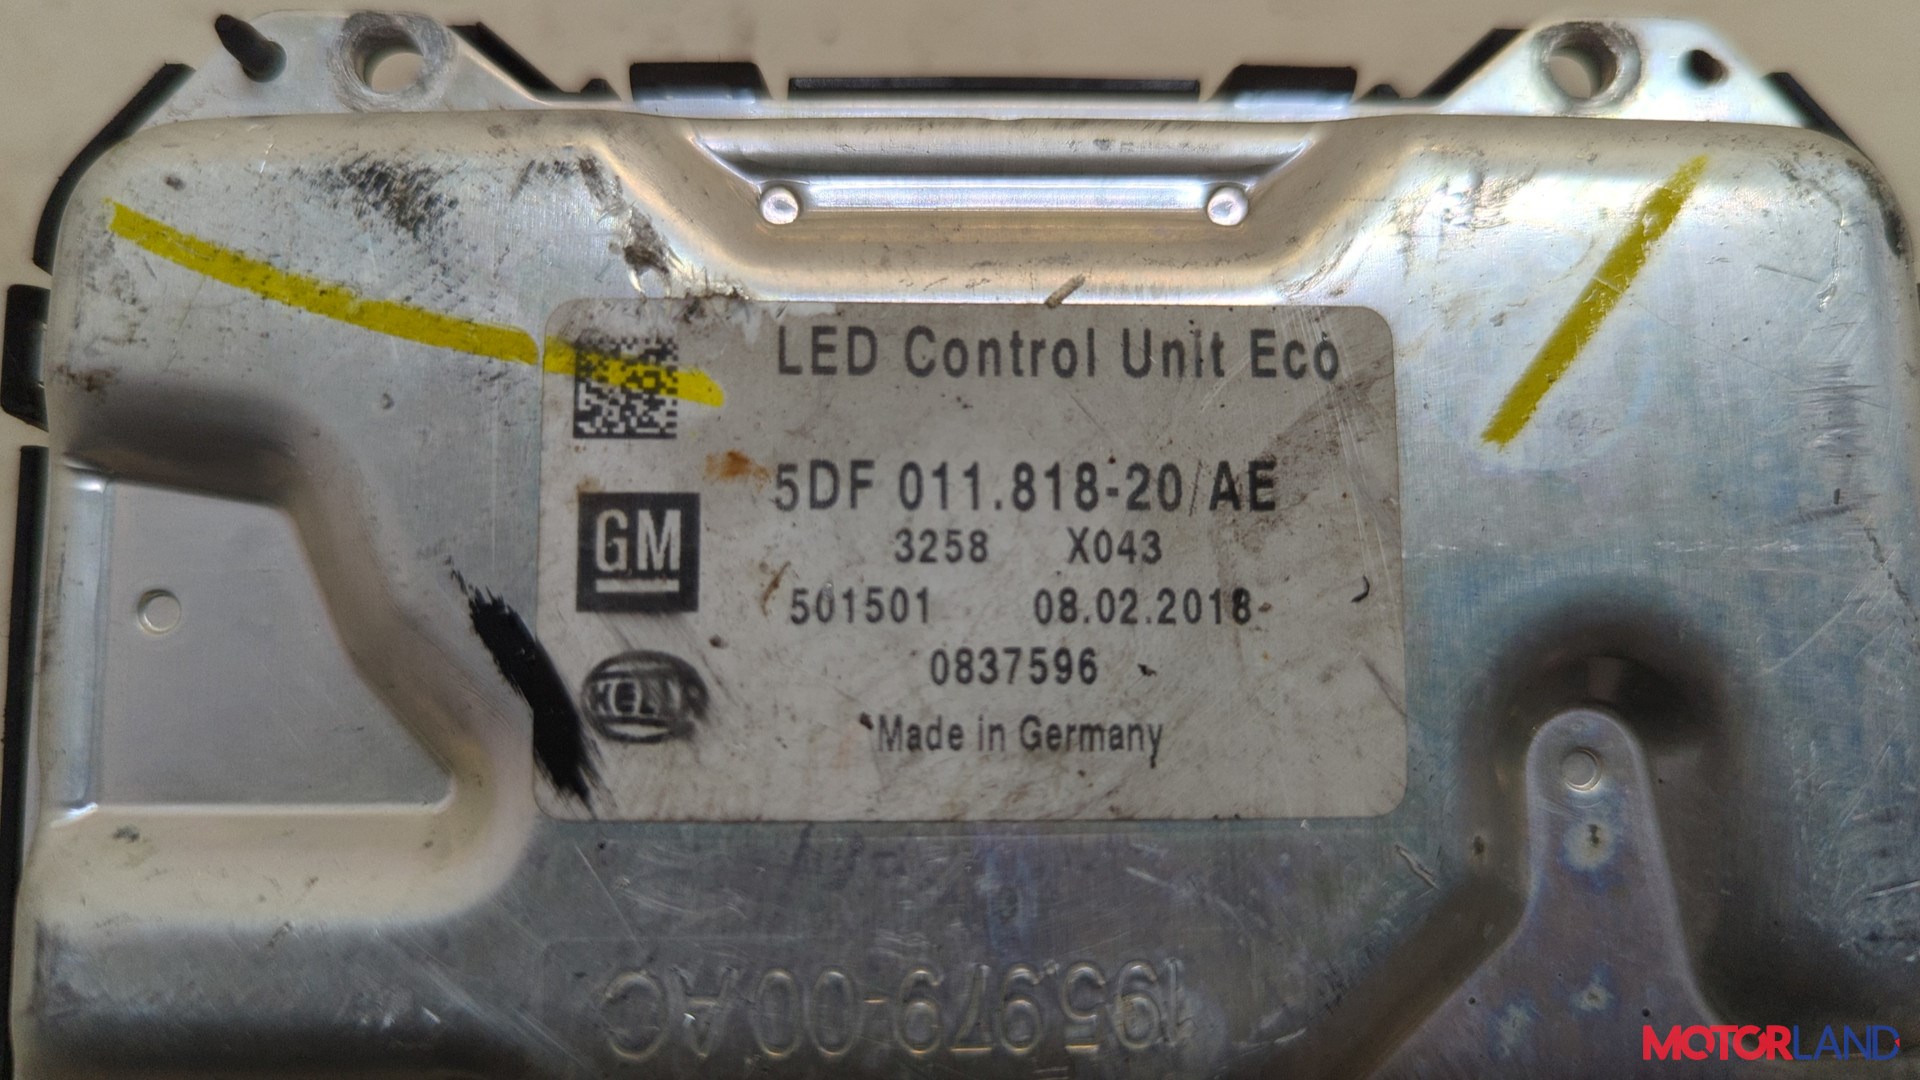 LED Control Unit Eco
5DF 011.818-20 AE
GM
3258 X043
501501 08.02.2018
0837596
HELLA
Made in Germany
195.979-00 AC
MOTORLAND